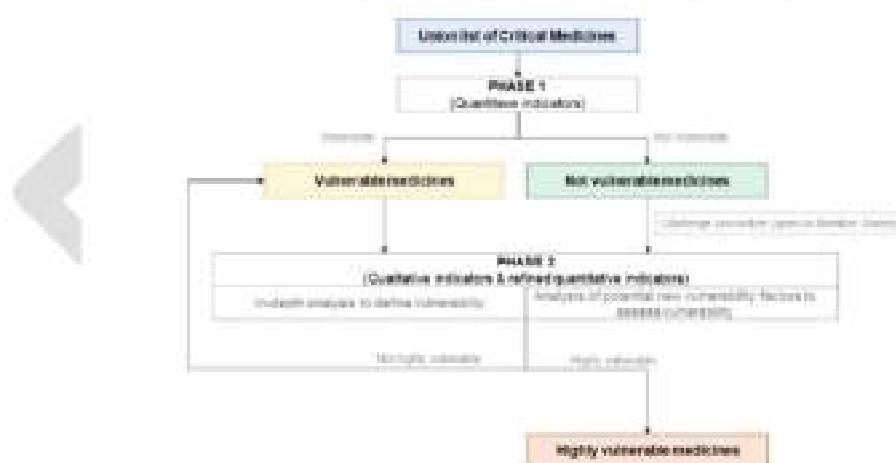 Union list of Critical Medicines
PHASE 1
(Quantitative indicators)
Vulnerable
Not vulnerable
Vulnerable medicines
Not vulnerable medicines
PHASE 2
(Qualitative indicators & refined quantitative indicators)
In-depth analysis to define vulnerability
Analysis of potential new vulnerability factors to
assess vulnerability
Not highly vulnerable
Highly vulnerable
Highly vulnerable medicines